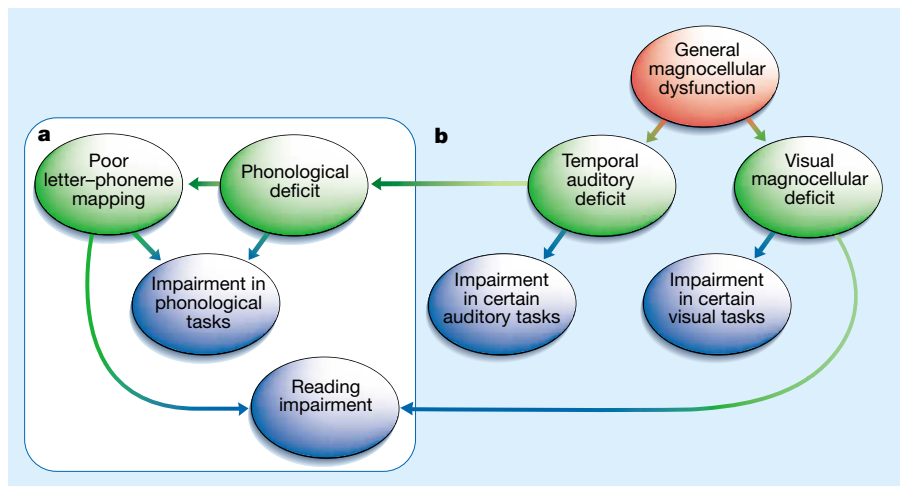 General
magnocellular
dysfunction
a
b
Poor
letter–phoneme
mapping
Phonological
deficit
Temporal
auditory
deficit
Visual
magnocellular
deficit
Impairment in
phonological
tasks
Impairment
in certain
auditory tasks
Impairment
in certain
visual tasks
Reading
impairment